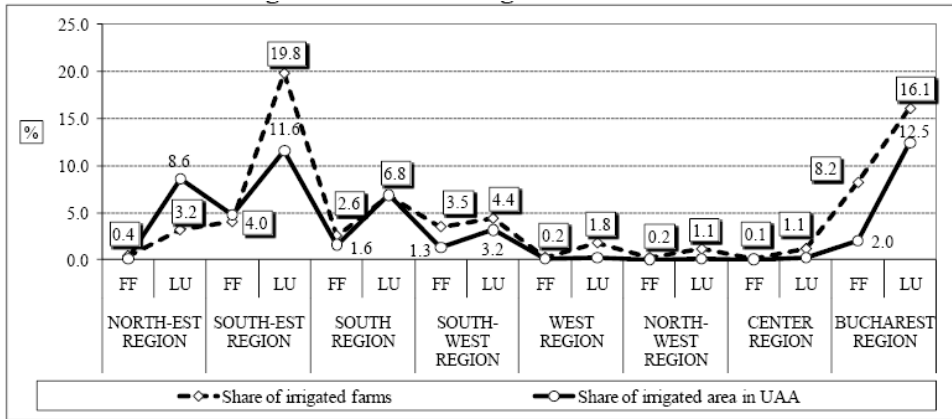 25.0
20.0
15.0
10.0
5.0
0.0
%
0.4
8.6
3.2
4.0
19.8
11.6
2.6
1.6
6.8
3.5
1.3
4.4
3.2
0.2
1.8
0.2
1.1
0.1
1.1
8.2
2.0
16.1
12.5
FF LU FF LU FF LU FF LU FF LU FF LU FF LU FF LU
NORTH-EST REGION
SOUTH-EST REGION
SOUTH REGION
SOUTH-WEST REGION
WEST REGION
NORTH-WEST REGION
CENTER REGION
BUCHAREST REGION
Share of irrigated farms
Share of irrigated area in UAA